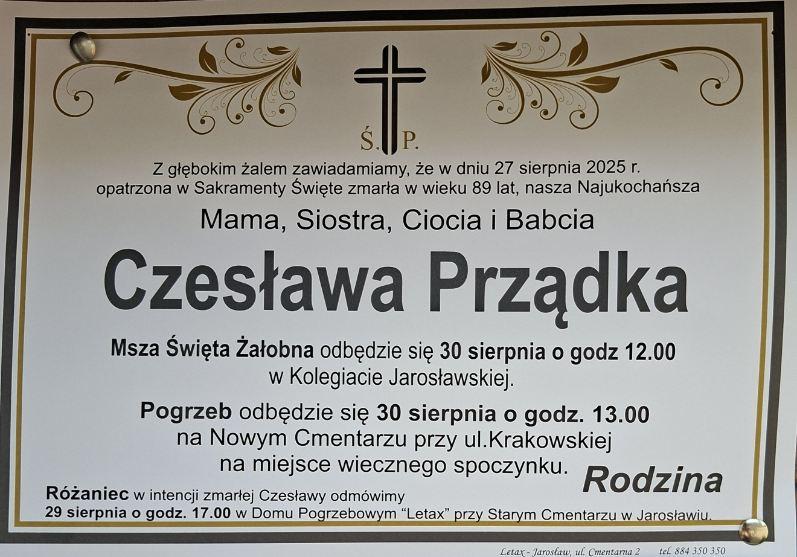 Ś. P.
Z głębokim żalem zawiadamiamy, że w dniu 27 sierpnia 2025 r.
opatrzona w Sakramenty Święte zmarła w wieku 89 lat, nasza Najukochańsza
Mama, Siostra, Ciocia i Babcia
Czesława Prządka
Msza Święta Żałobna odbędzie się 30 sierpnia o godz 12.00
w Kolegiacie Jarosławskiej.
Pogrzeb odbędzie się 30 sierpnia o godz. 13.00
na Nowym Cmentarzu przy ul.Krakowskiej
na miejsce wiecznego spoczynku.
Rodzina
Różaniec w intencji zmarłej Czesławy odmówimy
29 sierpnia o godz. 17.00 w Domu Pogrzebowym "Letax" przy Starym Cmentarzu w Jarosławiu.
Letax - Jarosław, ul. Cmentarna 2 tel. 884 350 350